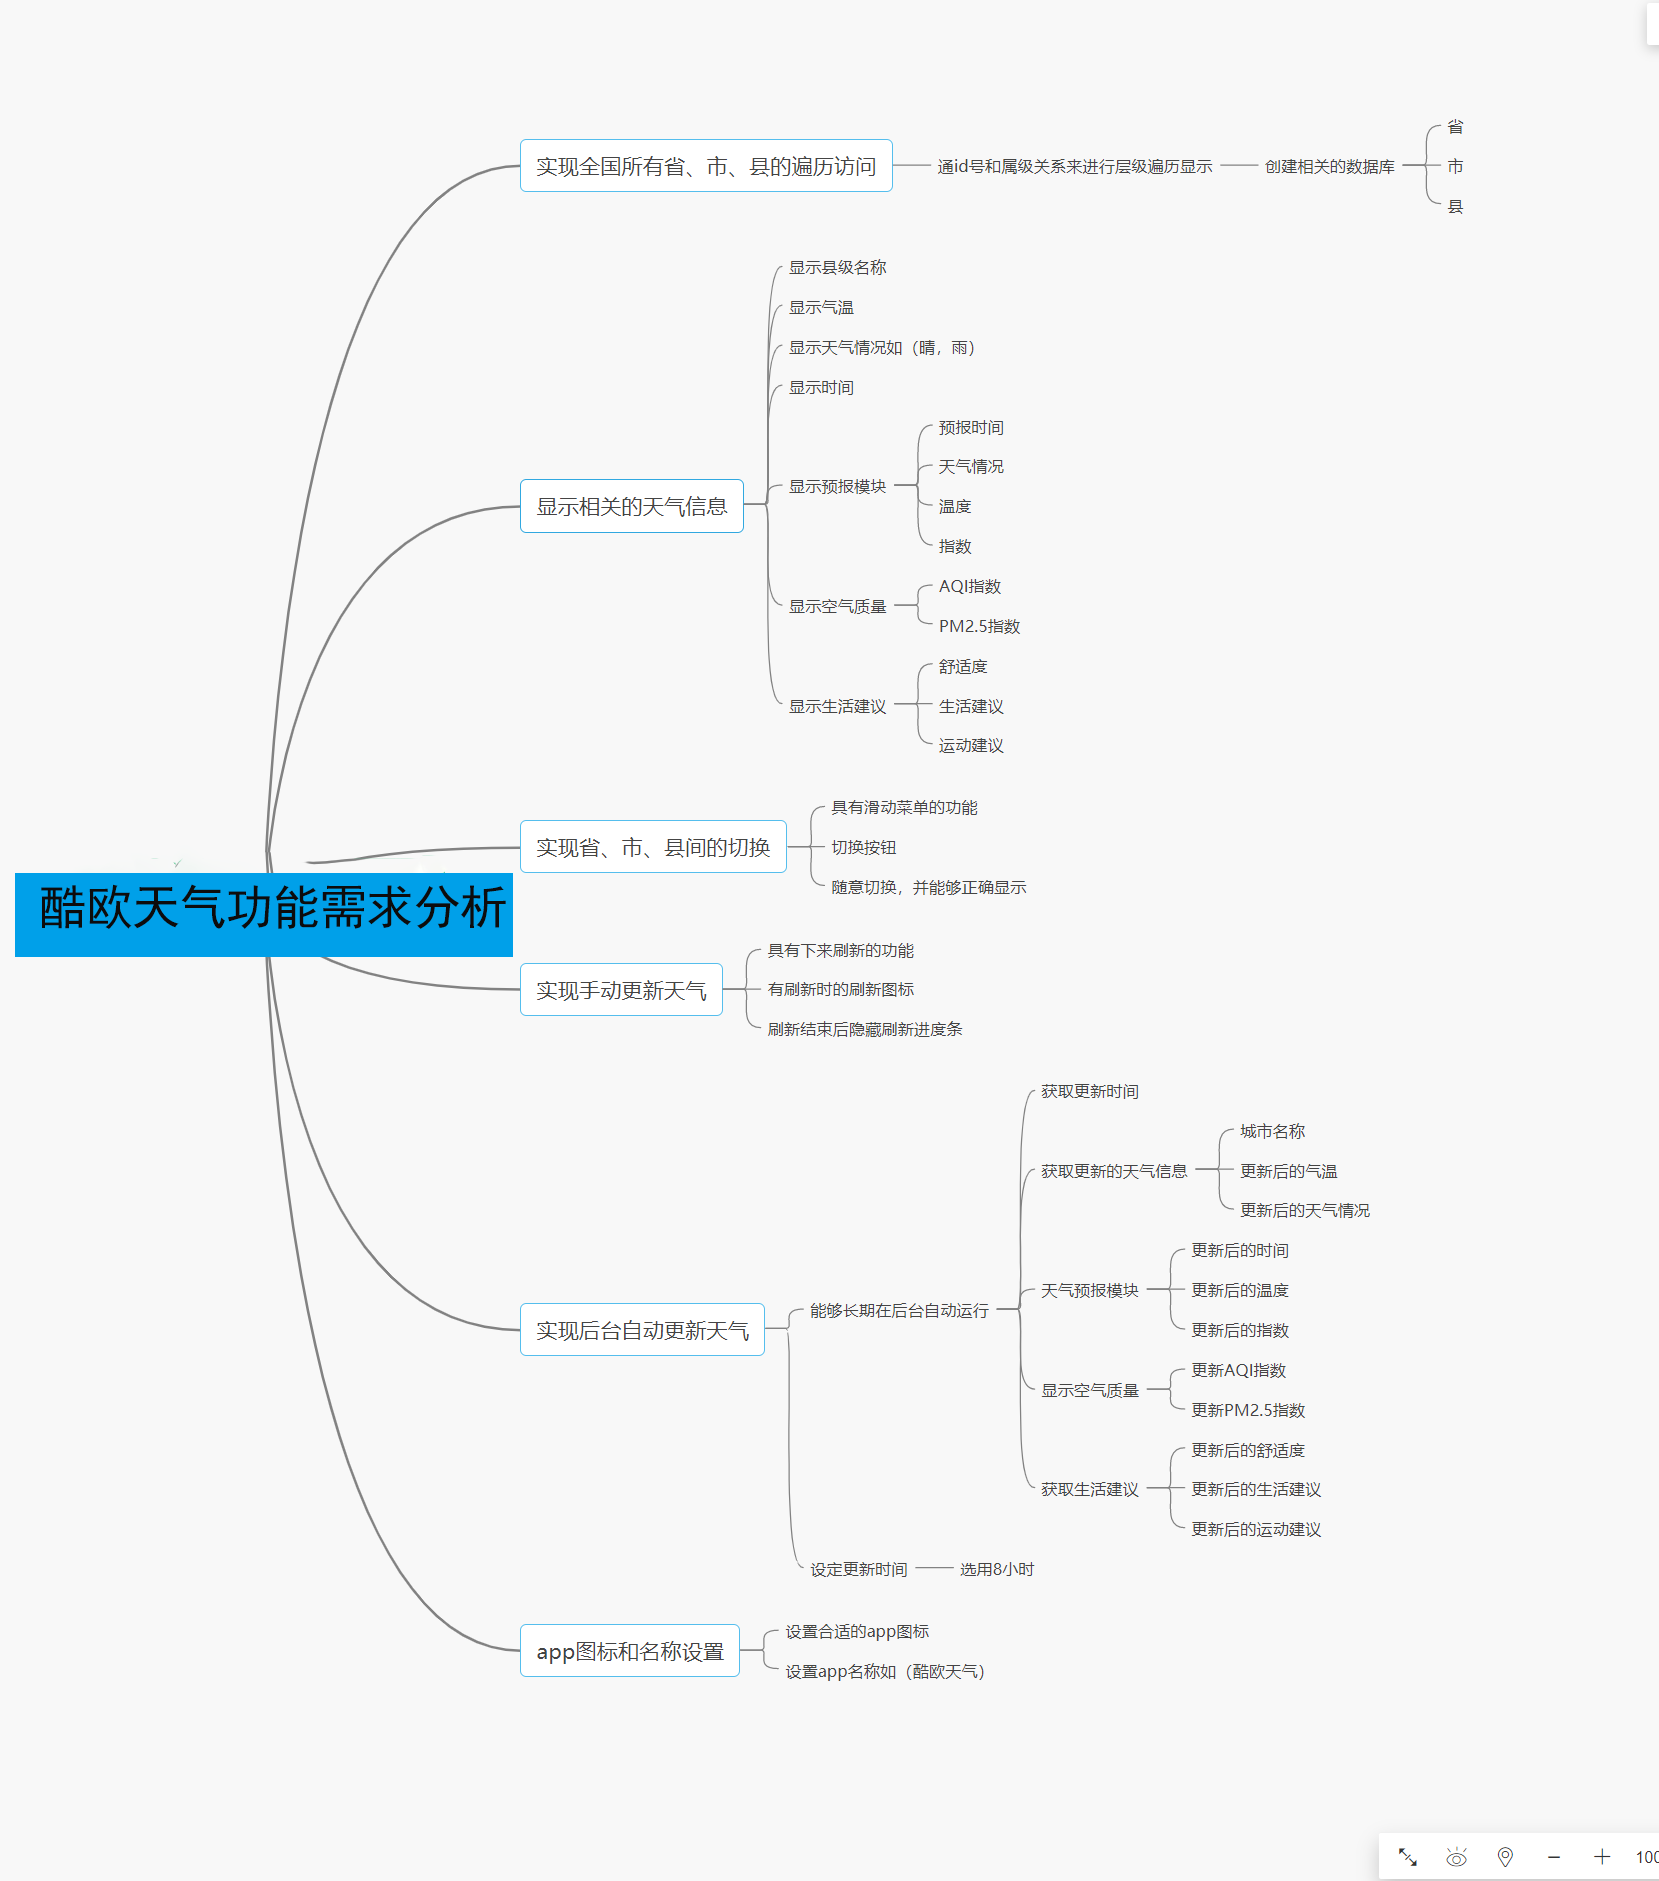 酷欧天气功能需求分析
实现全国所有省、市、县的遍历访问
通id号和属级关系来进行层级遍历显示
创建相关的数据库
省
市
县
显示相关的天气信息
显示县级名称
显示气温
显示天气情况如（晴，雨）
显示时间
显示预报模块
预报时间
天气情况
温度
指数
显示空气质量
AQI指数
PM2.5指数
显示生活建议
舒适度
生活建议
运动建议
实现省、市、县间的切换
具有滑动菜单的功能
切换按钮
随意切换，并能够正确显示
实现手动更新天气
具有下来刷新的功能
有刷新时的刷新图标
刷新结束后隐藏刷新进度条
实现后台自动更新天气
能够长期在后台自动运行
获取更新时间
获取更新的天气信息
城市名称
更新后的气温
更新后的天气情况
天气预报模块
更新后的时间
更新后的温度
更新后的指数
显示空气质量
更新AQI指数
更新PM2.5指数
获取生活建议
更新后的舒适度
更新后的生活建议
更新后的运动建议
设定更新时间
选用8小时
app图标和名称设置
设置合适的app图标
设置app名称如（酷欧天气）
100